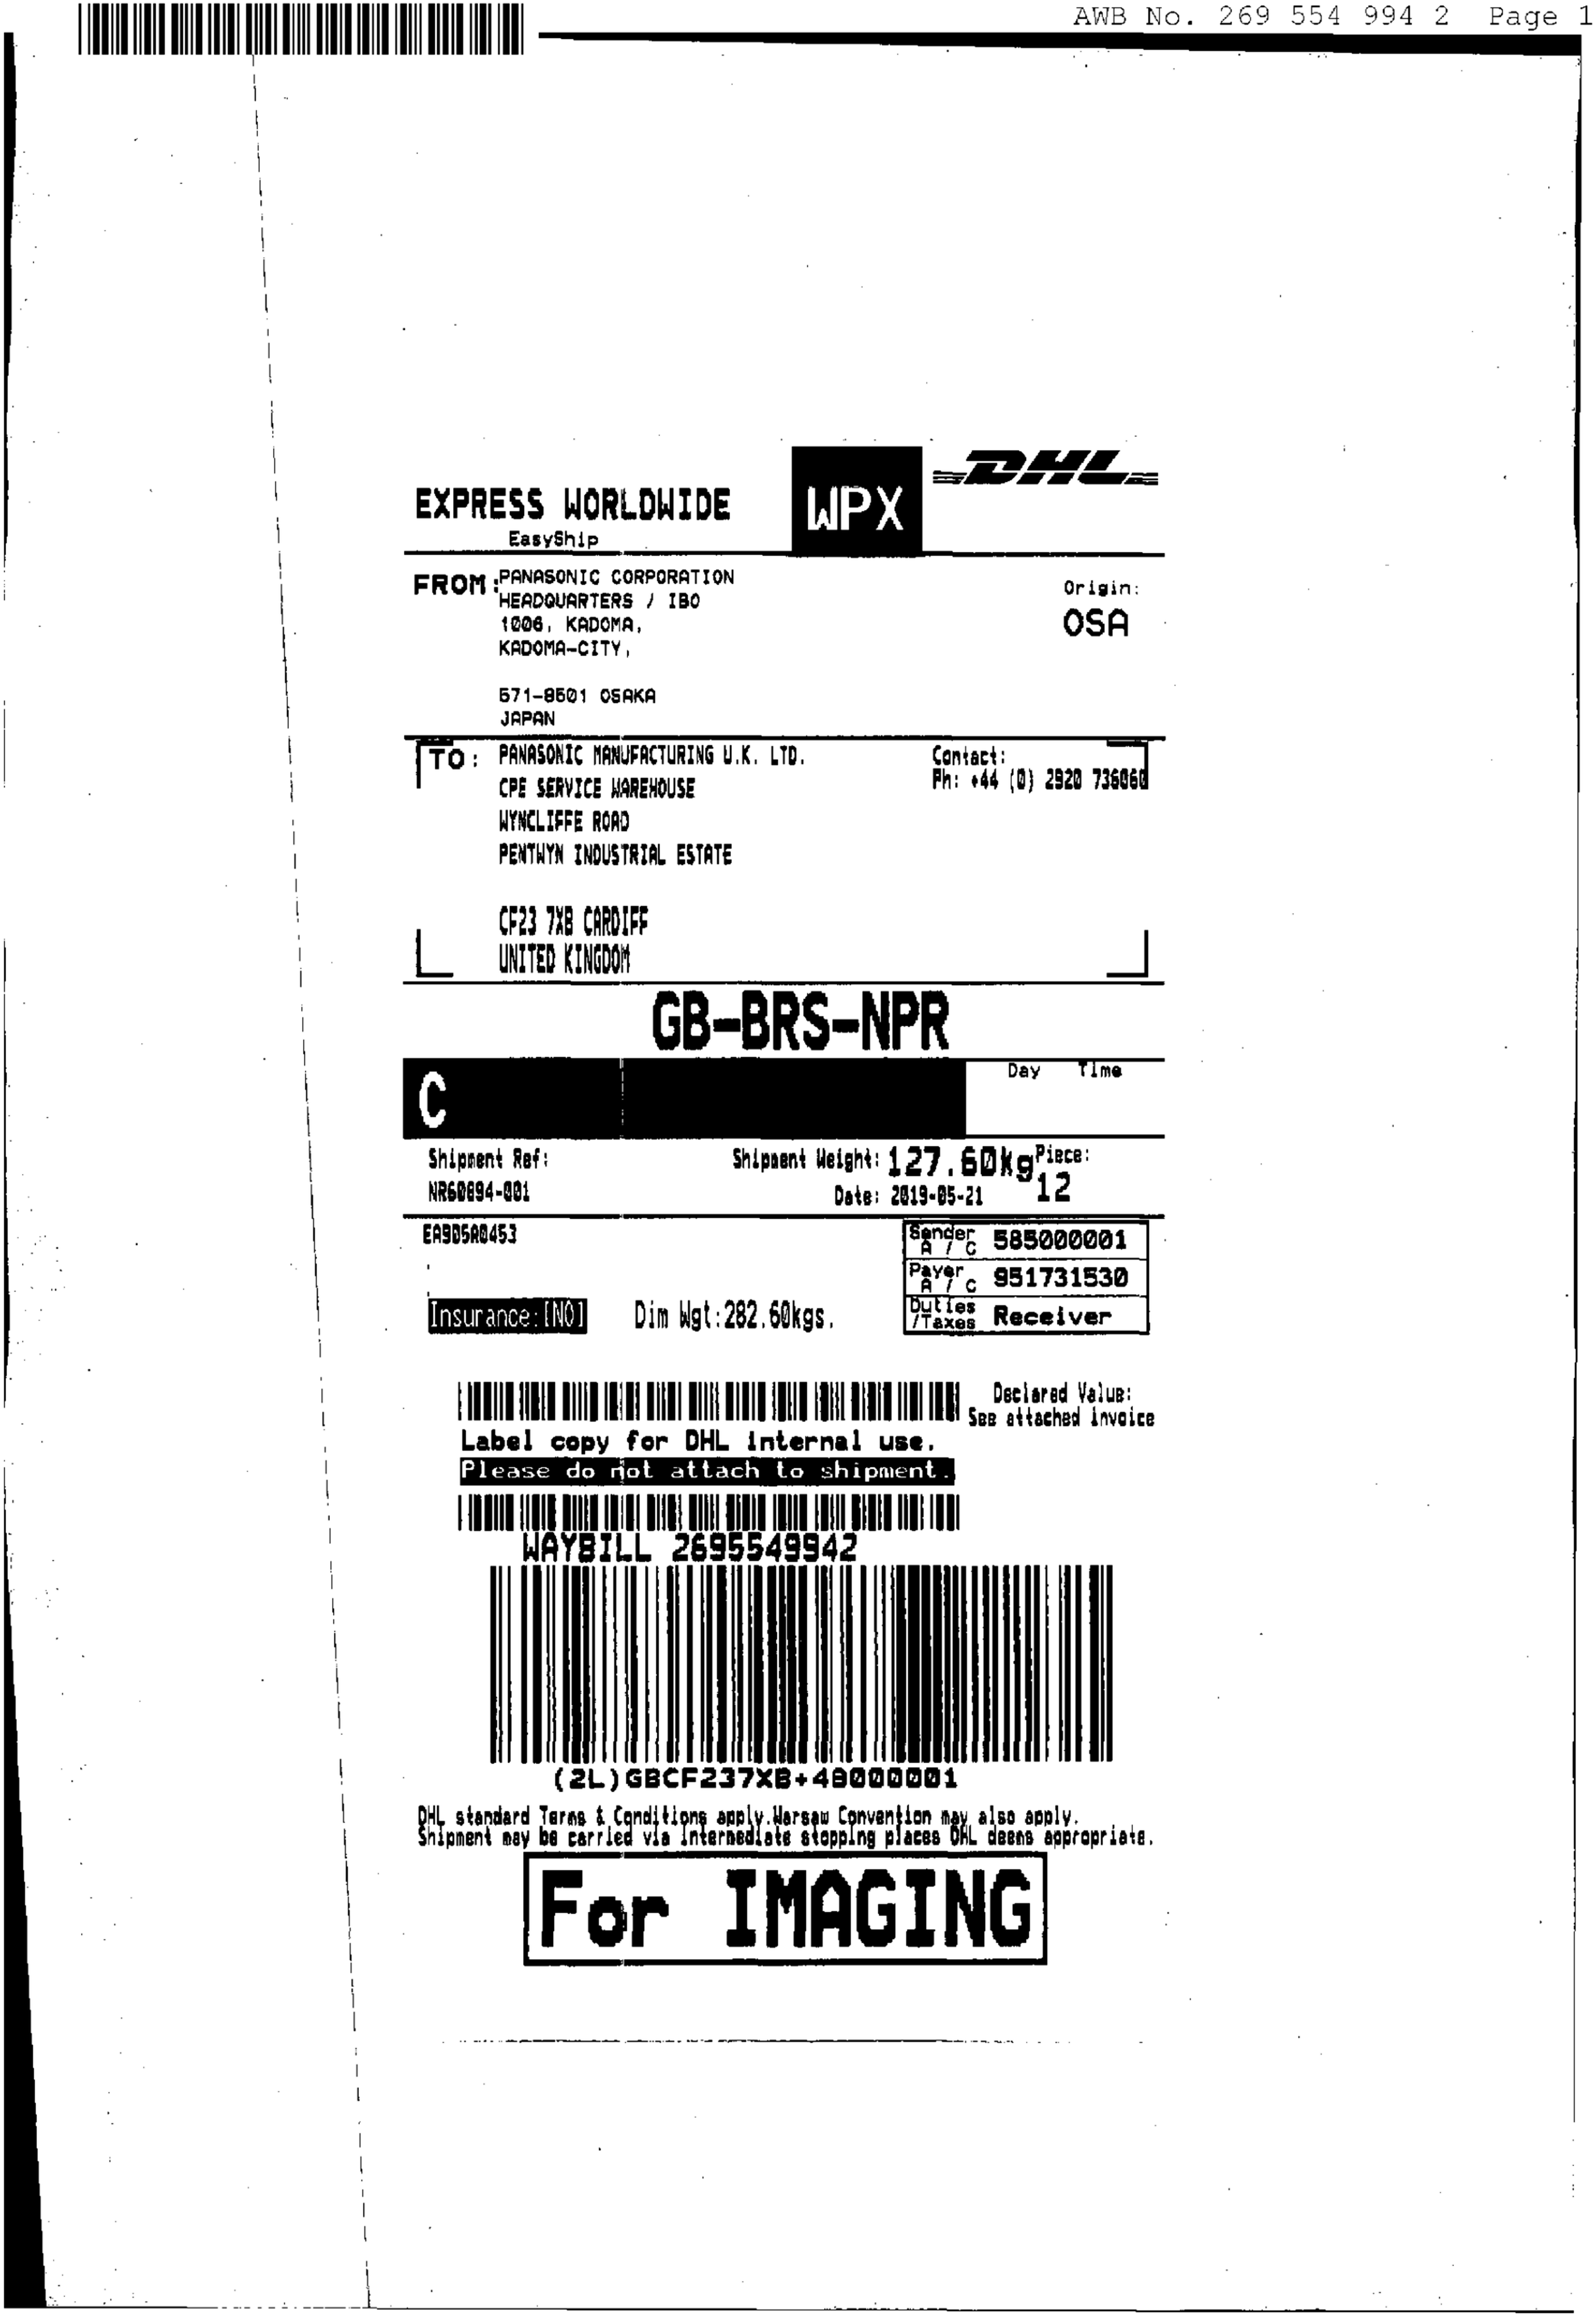 AWB No. 269 554 994 2 Page 1
DHL
EXPRESS WORLDWIDE
WPX
EasyShip
FROM: PANASONIC CORPORATION
HEADQUARTERS / IBO
1006, KADOMA,
KADOMA-CITY,
571-8501 OSAKA
JAPAN
Origin:
OSA
TO: PANASONIC MANUFACTURING U.K. LTD.
CPE SERVICE WAREHOUSE
WYNCLIFFE ROAD
PENTWYN INDUSTRIAL ESTATE
CF23 7XB CARDIFF
UNITED KINGDOM
Contact:
Ph: +44 (0) 2920 736060
GB-BRS-NPR
C
Day Time
Shipment Ref:
NR60894-001
Shipment Weight: 127.60kg
Date: 2019-05-21
Piece:
12
EA9D5A0453
Sender A / C 585000001
Payer A / C 951731530
Duties /Taxes Receiver
Insurance:[NO]
Dim Wgt:282.60kgs.
Declared Value:
See attached invoice
Label copy for DHL internal use.
Please do not attach to shipment.
WAYBILL 2695549942
(2L)GBCF237XB+48000001
DHL standard Terms & Conditions apply.Warsaw Convention may also apply.
Shipment may be carried via intermediate stopping places DHL deems appropriate.
For IMAGING